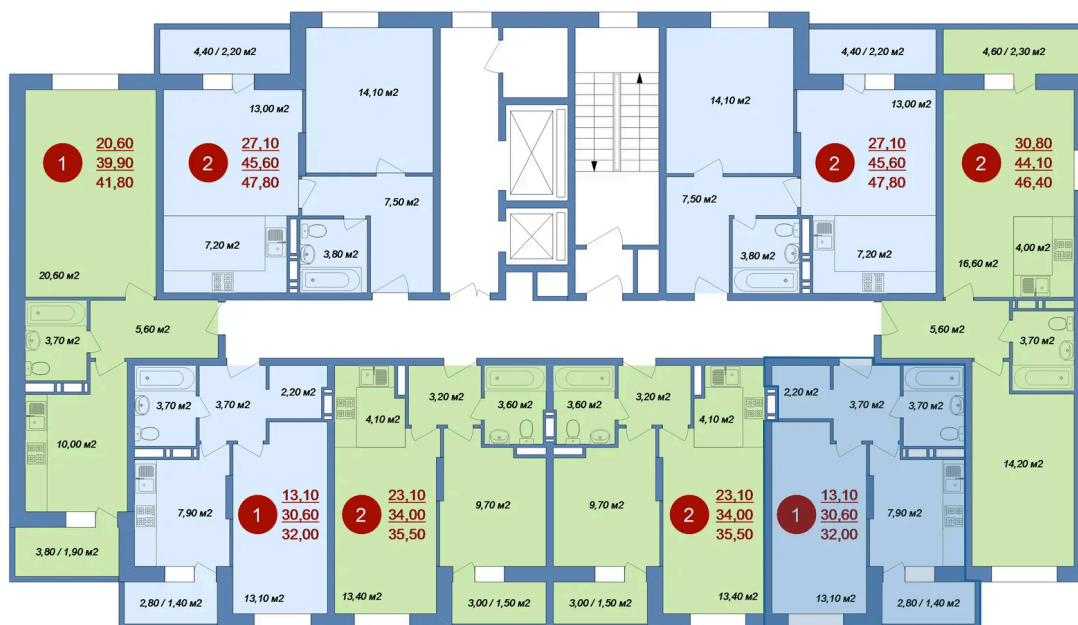 4,40 / 2,20 м2
14,10 м2
13,00 м2
2
27,10
45,60
47,80
7,20 м2
3,80 м2
7,50 м2
1
20,60
39,90
41,80
20,60 м2
3,70 м2
5,60 м2
10,00 м2
3,80 / 1,90 м2
14,10 м2
4,40 / 2,20 м2
13,00 м2
2
27,10
45,60
47,80
7,50 м2
3,80 м2
7,20 м2
4,60 / 2,30 м2
2
30,80
44,10
46,40
4,00 м2
16,60 м2
5,60 м2
3,70 м2
14,20 м2
3,70 м2
3,70 м2
2,20 м2
7,90 м2
1
13,10
30,60
32,00
13,10 м2
2,80 / 1,40 м2
4,10 м2
3,20 м2
3,60 м2
2
23,10
34,00
35,50
9,70 м2
13,40 м2
3,00 / 1,50 м2
3,60 м2
3,20 м2
4,10 м2
9,70 м2
2
23,10
34,00
35,50
3,00 / 1,50 м2
13,40 м2
2,20 м2
3,70 м2
3,70 м2
1
13,10
30,60
32,00
7,90 м2
13,10 м2
2,80 / 1,40 м2